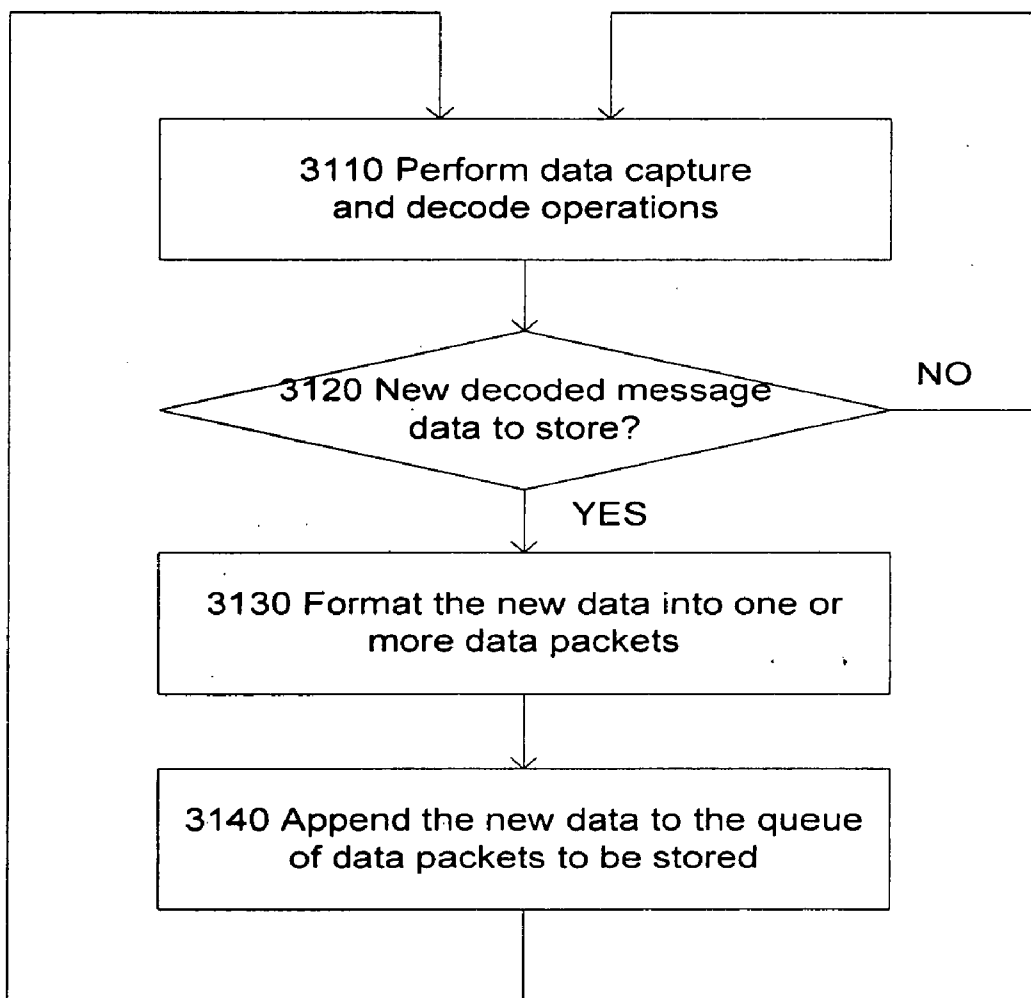 3110 Perform data capture
and decode operations
3120 New decoded message
data to store?
NO
YES
3130 Format the new data into one or
more data packets
3140 Append the new data to the queue
of data packets to be stored